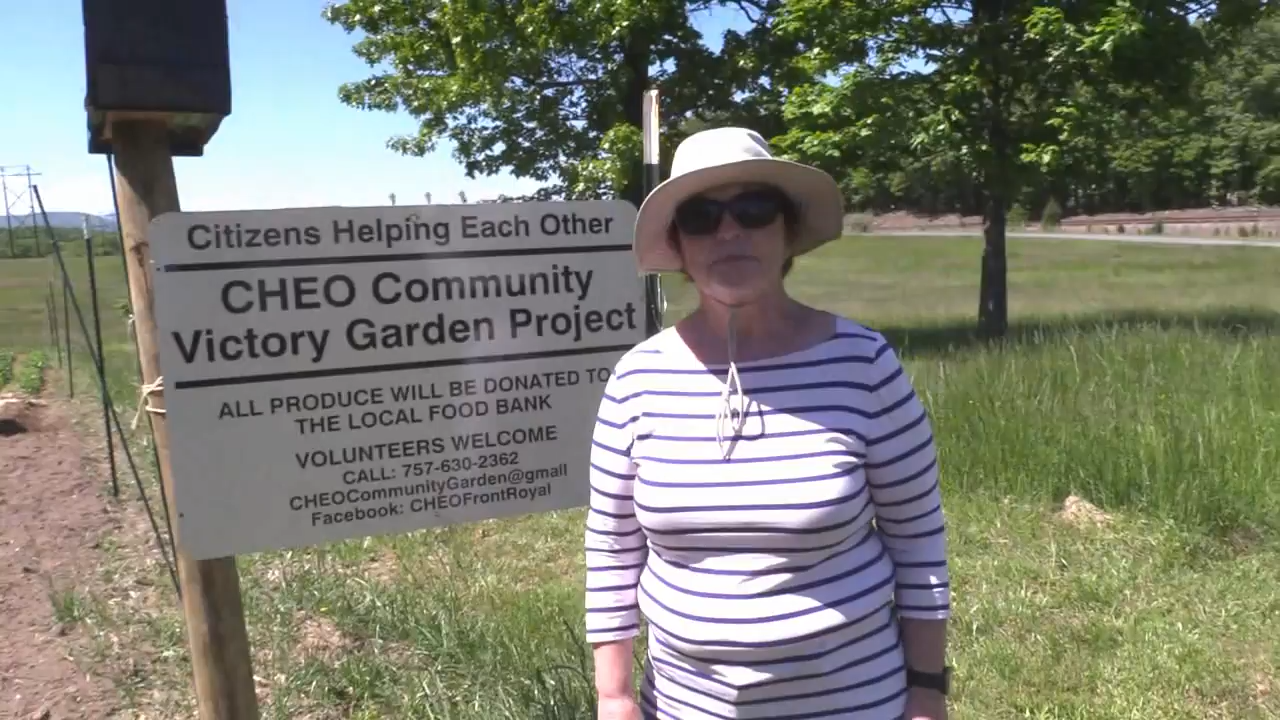 Citizens Helping Each Other
CHEO Community
Victory Garden Project
ALL PRODUCE WILL BE DONATED TO
THE LOCAL FOOD BANK
VOLUNTEERS WELCOME
CALL: 757-630-2362
CHEOCommunityGarden@gmail
Facebook: CHEOFrontRoyal